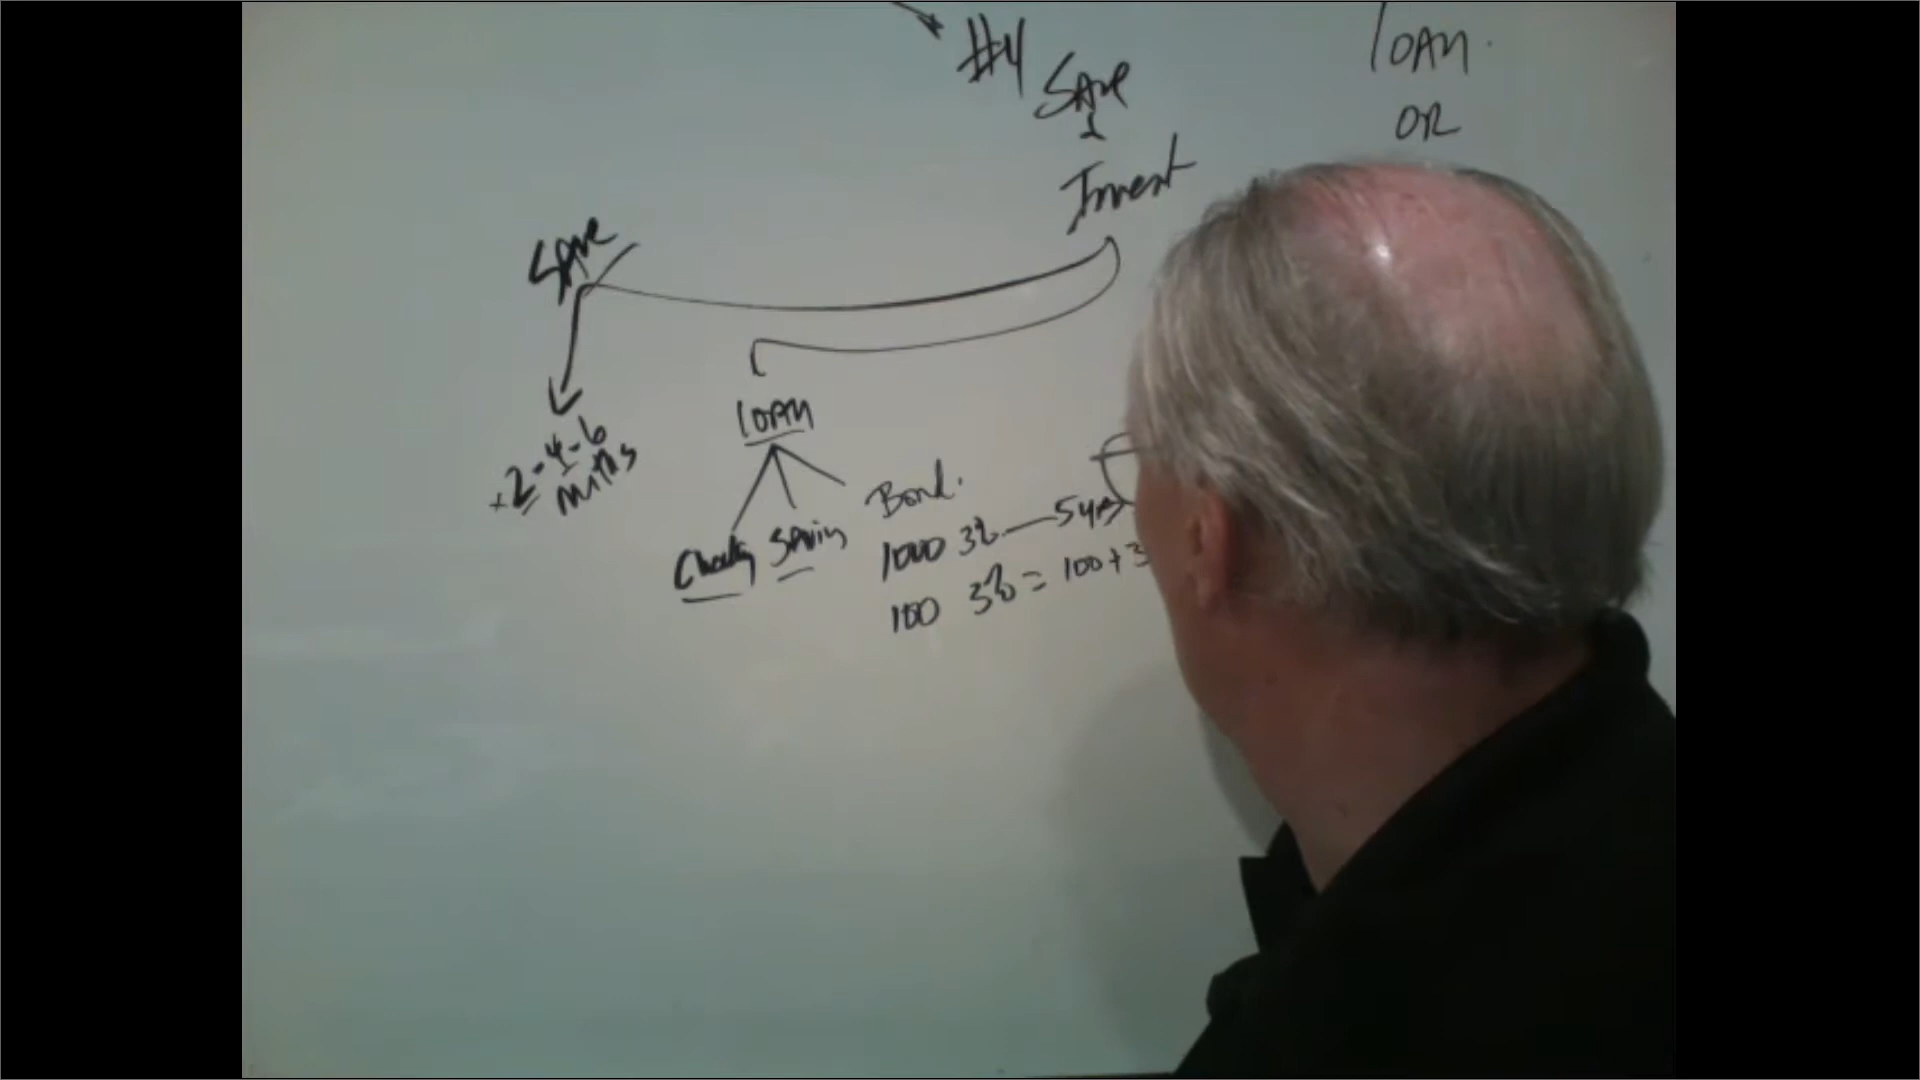 #4
Save
&
Invest
loan
or
Save
2-4-6
mnths
loan
Checking
Saving
Bond.
1000 3% — 5 yrs
100 3% = 100 + 3